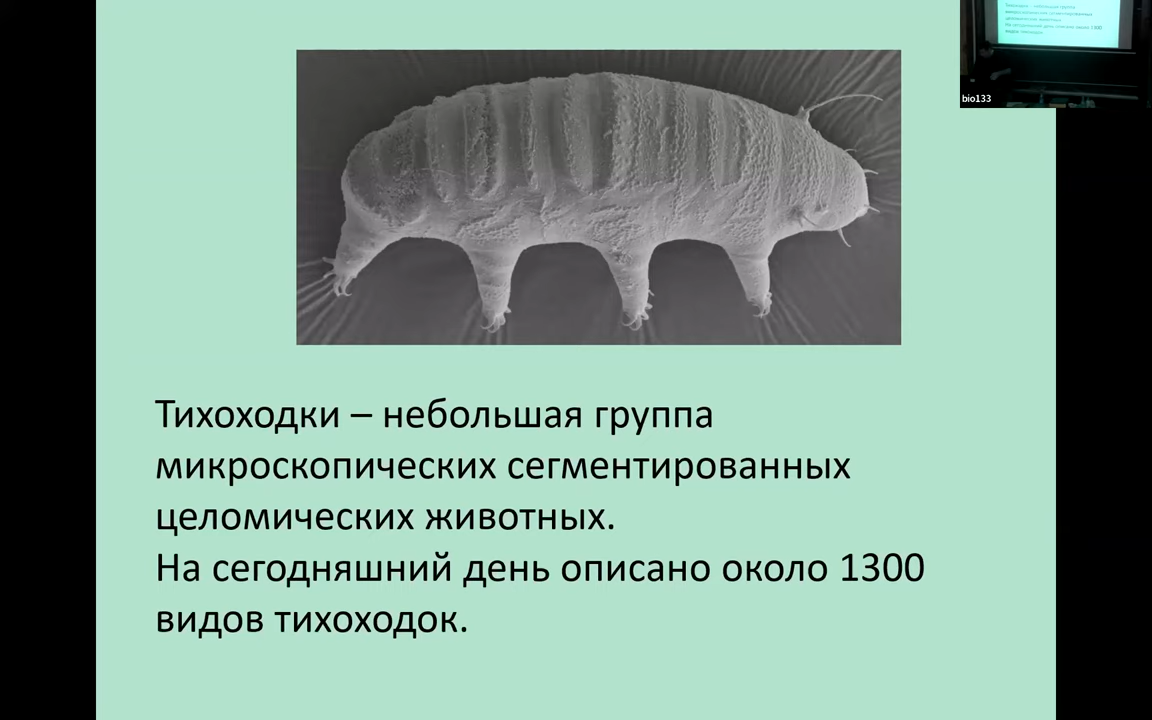 Тихоходки – небольшая группа
микроскопических сегментированных
целомических животных.
На сегодняшний день описано около 1300
видов тихоходок.
bio133